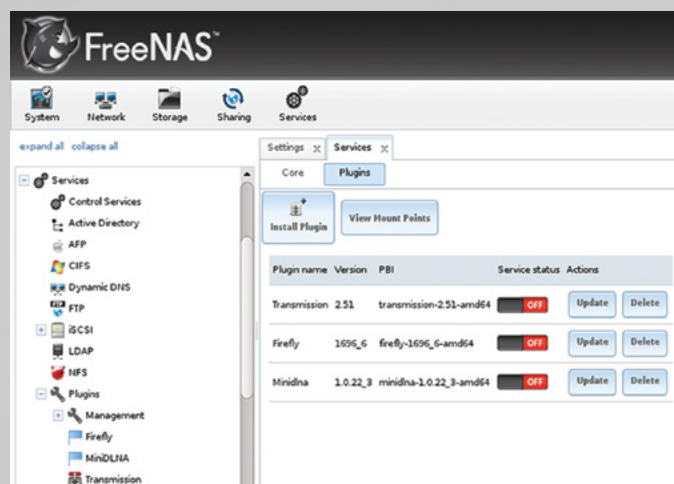 FreeNAS™
System Network Storage Sharing Services
expand all collapse all
Services
Control Services
Active Directory
AFP
CIFS
Dynamic DNS
FTP
iSCSI
LDAP
NFS
Plugins
Management
Firefly
MiniDLNA
Transmission
Settings x Services x
Core Plugins
Install Plugin View Mount Points
Plugin name Version PBI Service status Actions
Transmission 2.51 transmission-2.51-amd64 OFF Update Delete
Firefly 1696_6 firefly-1696_6-amd64 OFF Update Delete
Minidlna 1.0.22_3 minidlna-1.0.22_3-amd64 OFF Update Delete